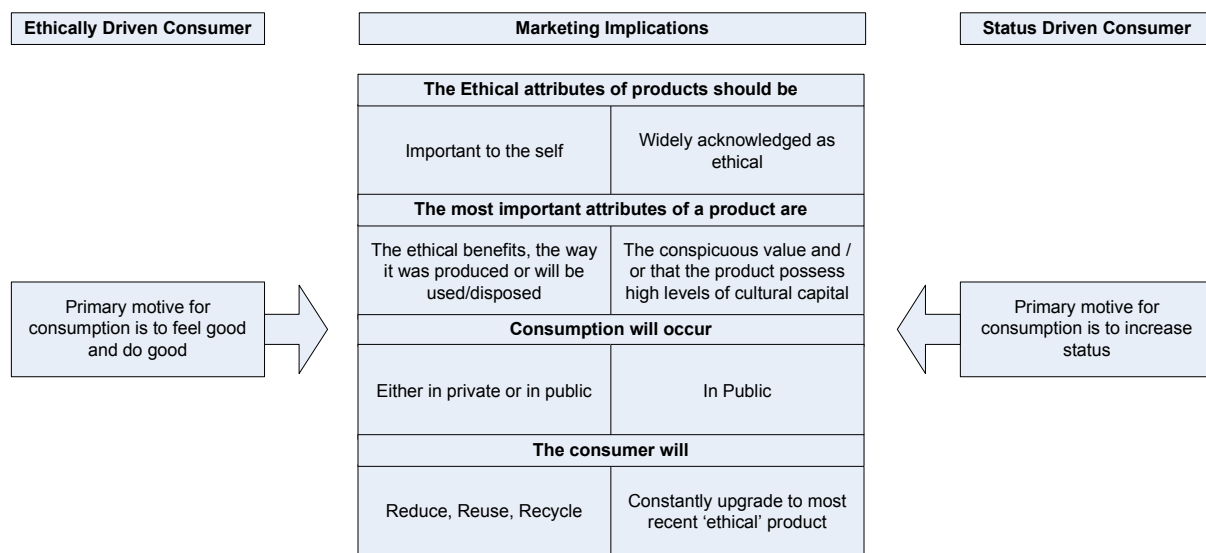 Ethically Driven Consumer
Marketing Implications
Status Driven Consumer
The Ethical attributes of products should be
Important to the self
Widely acknowledged as
ethical
The most important attributes of a product are
The ethical benefits, the way
it was produced or will be
used/disposed
The conspicuous value and /
or that the product possess
high levels of cultural capital
Primary motive for
consumption is to feel good
and do good
Consumption will occur
Primary motive for
consumption is to increase
status
Either in private or in public
In Public
The consumer will
Reduce, Reuse, Recycle
Constantly upgrade to most
recent ‘ethical’ product